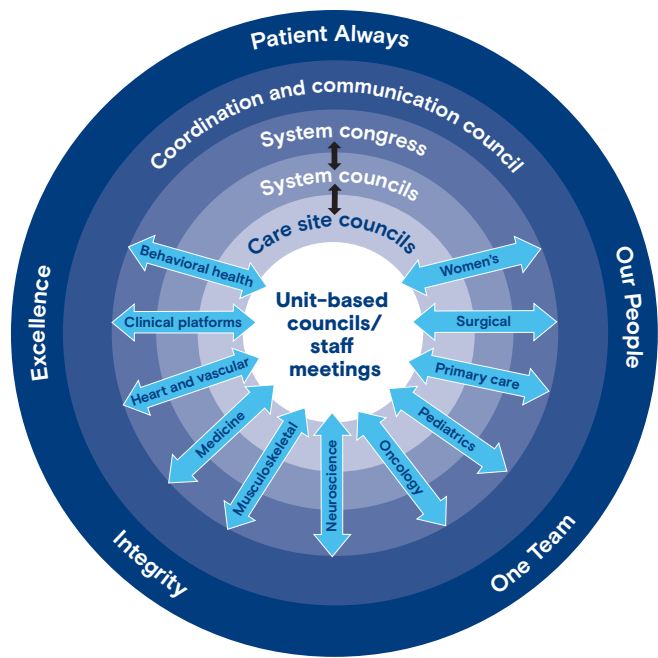 Patient Always
Coordination and communication council
System congress
System councils
Care site councils
Unit–based
councils/
staff
meetings
Behavioral health
Clinical platforms
Heart and vascular
Medicine
Musculoskeletal
Neuroscience
Oncology
Pediatrics
Primary care
Surgical
Women's
Our People
One Team
Integrity
Excellence